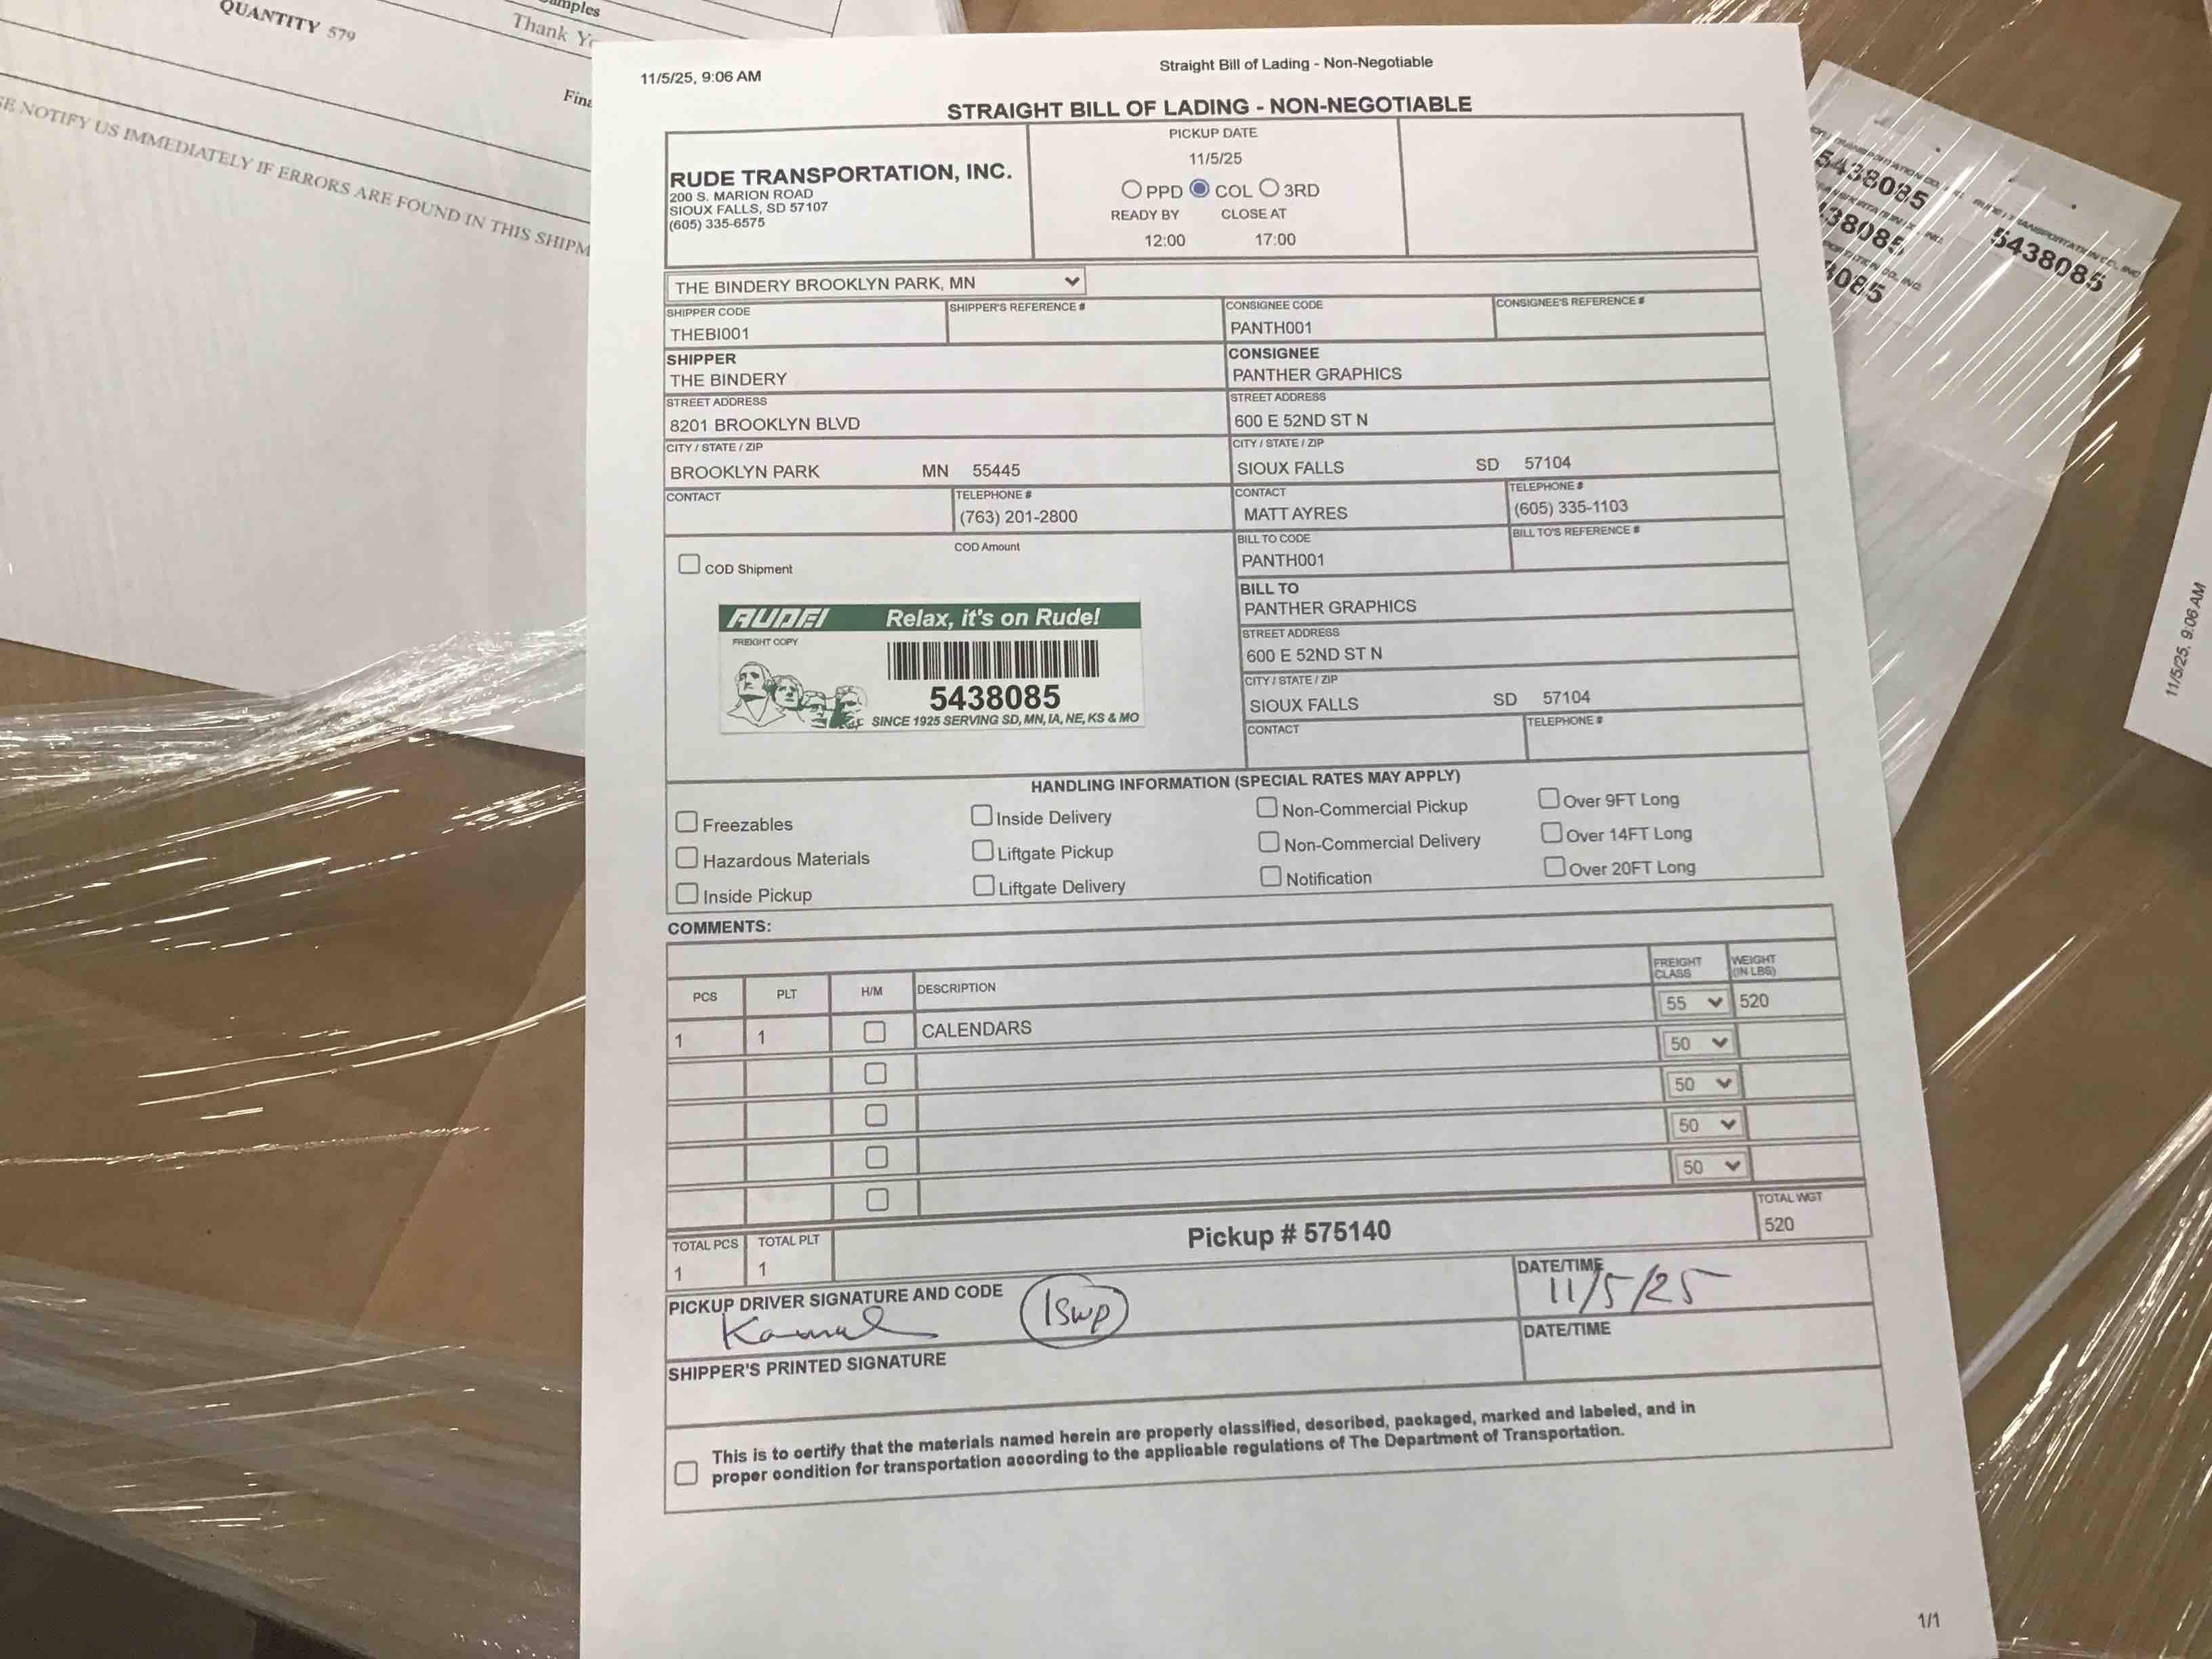 QUANTITY 579
Thank
NOTIFY US IMMEDIATELY IF ERRORS ARE FOUND IN THIS
11/5/25, 9:06 AM
Straight Bill of Lading - Non-Negotiable
STRAIGHT BILL OF LADING - NON-NEGOTIABLE
RUDE TRANSPORTATION, INC.
200 S. MARION ROAD
SIOUX FALLS, SD 57107
(605) 335-6575
PICKUP DATE
11/5/25
PPD COL 3RD
READY BY CLOSE AT
12:00 17:00
THE BINDERY BROOKLYN PARK, MN
SHIPPER CODE SHIPPER'S REFERENCE # CONSIGNEE CODE CONSIGNEE'S REFERENCE #
THEBI001 PANTH001
SHIPPER CONSIGNEE
THE BINDERY PANTHER GRAPHICS
STREET ADDRESS STREET ADDRESS
8201 BROOKLYN BLVD 600 E 52ND ST N
CITY / STATE / ZIP CITY / STATE / ZIP
BROOKLYN PARK MN 55445 SIOUX FALLS SD 57104
CONTACT TELEPHONE # CONTACT TELEPHONE #
(763) 201-2800 MATT AYRES (605) 335-1103
COD Shipment COD Amount
BILL TO CODE BILL TO'S REFERENCE #
PANTH001
BILL TO
PANTHER GRAPHICS
STREET ADDRESS
600 E 52ND ST N
CITY / STATE / ZIP
SIOUX FALLS SD 57104
CONTACT TELEPHONE #
RUDE! Relax, it's on Rude!
FREIGHT COPY
5438085
SINCE 1925 SERVING SD, MN, IA, NE, KS & MO
HANDLING INFORMATION (SPECIAL RATES MAY APPLY)
Freezables Inside Delivery Non-Commercial Pickup Over 9FT Long
Hazardous Materials Liftgate Pickup Non-Commercial Delivery Over 14FT Long
Inside Pickup Liftgate Delivery Notification Over 20FT Long
COMMENTS:
PCS PLT H/M DESCRIPTION FREIGHT CLASS WEIGHT (IN LBS)
1 1 CALENDARS 55 520
50
50
50
50
TOTAL PCS TOTAL PLT Pickup # 575140 TOTAL WGT
1 1 520
PICKUP DRIVER SIGNATURE AND CODE DATE/TIME
Kamal 11/5/25
SHIPPER'S PRINTED SIGNATURE DATE/TIME
This is to certify that the materials named herein are properly classified, described, packaged, marked and labeled, and in
proper condition for transportation according to the applicable regulations of The Department of Transportation.
1/1
5438085
5438085
11/5/25, 9:06 AM